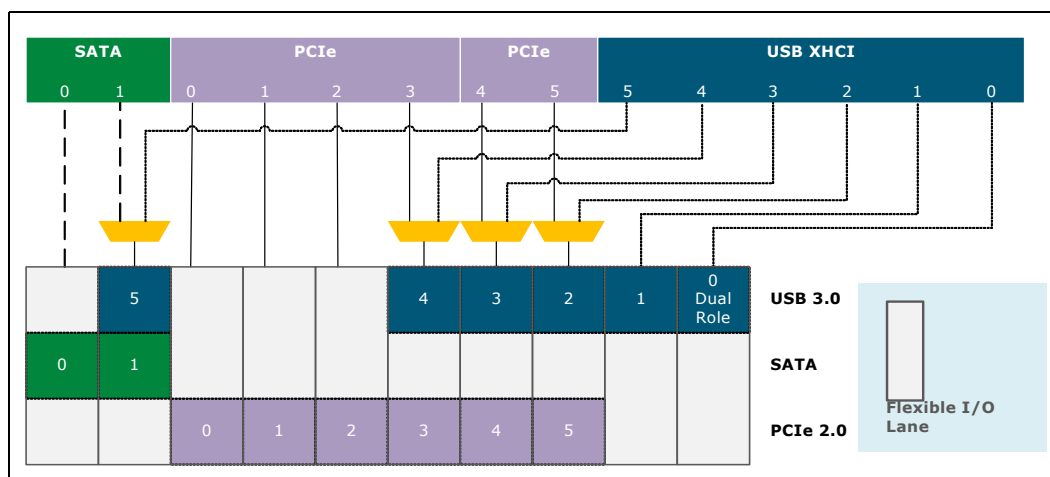 SATA PCIe PCIe USB XHCI
0 1 0 1 2 3 4 5 5 4 3 2 1 0
5 4 3 2 1 0 Dual Role USB 3.0
0 1 SATA
0 1 2 3 4 5 PCIe 2.0
Flexible I/O
Lane